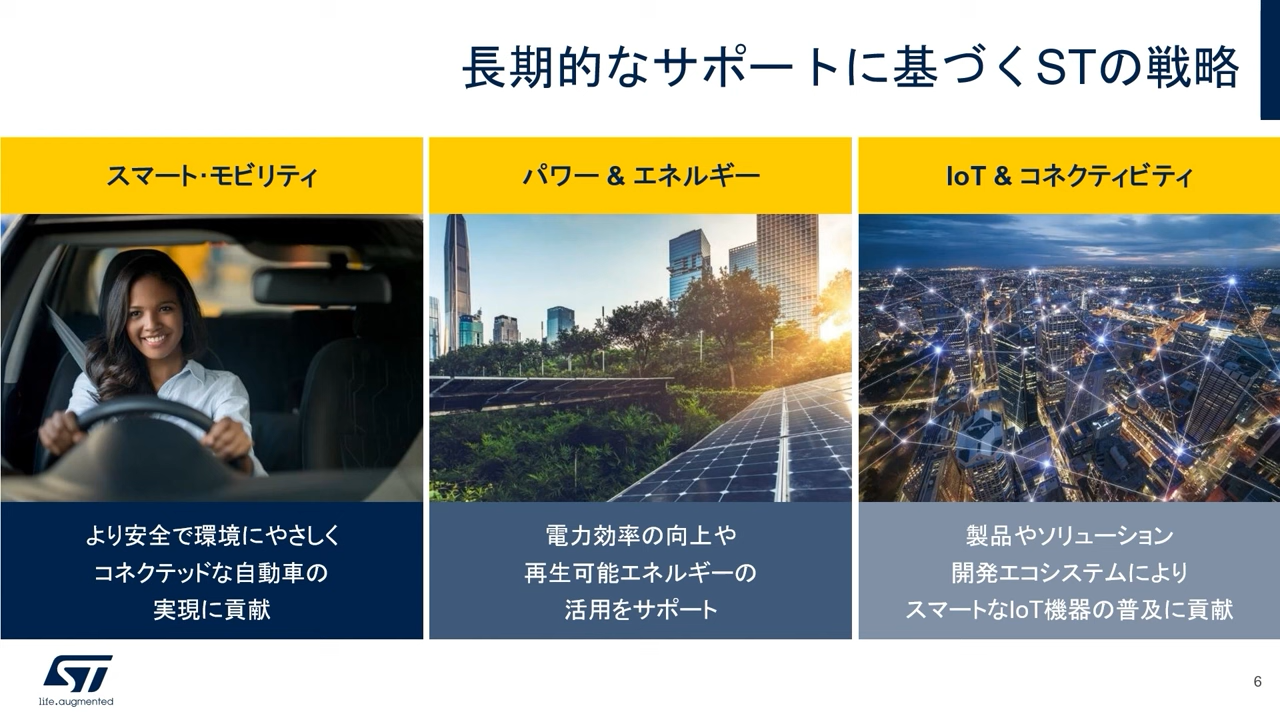 長期的なサポートに基づくSTの戦略
スマート・モビリティ
より安全で環境にやさしく
コネクテッドな自動車の
実現に貢献
パワー & エネルギー
電力効率の向上や
再生可能エネルギーの
活用をサポート
IoT & コネクティビティ
製品やソリューション
開発エコシステムにより
スマートなIoT機器の普及に貢献
ST
life.augmented
6